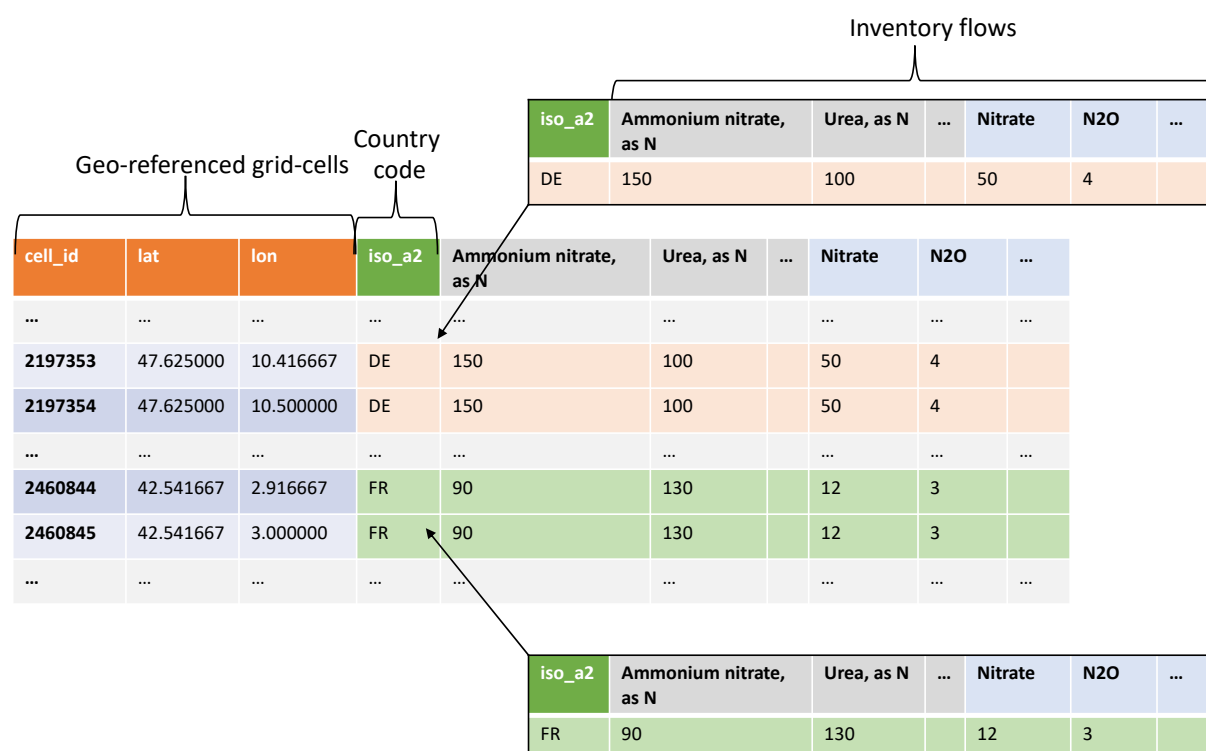 Inventory flows
iso_a2 Ammonium nitrate, as N Urea, as N ... Nitrate N2O ...
DE 150 100 50 4
Geo-referenced grid-cells
Country
code
cell_id lat lon iso_a2 Ammonium nitrate, as N Urea, as N ... Nitrate N2O ...
... ... ... ... ... ... ... ... ...
2197353 47.625000 10.416667 DE 150 100 50 4
2197354 47.625000 10.500000 DE 150 100 50 4
... ... ... ... ... ... ... ... ...
2460844 42.541667 2.916667 FR 90 130 12 3
2460845 42.541667 3.000000 FR 90 130 12 3
... ... ... ... ... ... ... ... ...
iso_a2 Ammonium nitrate, as N Urea, as N ... Nitrate N2O ...
FR 90 130 12 3